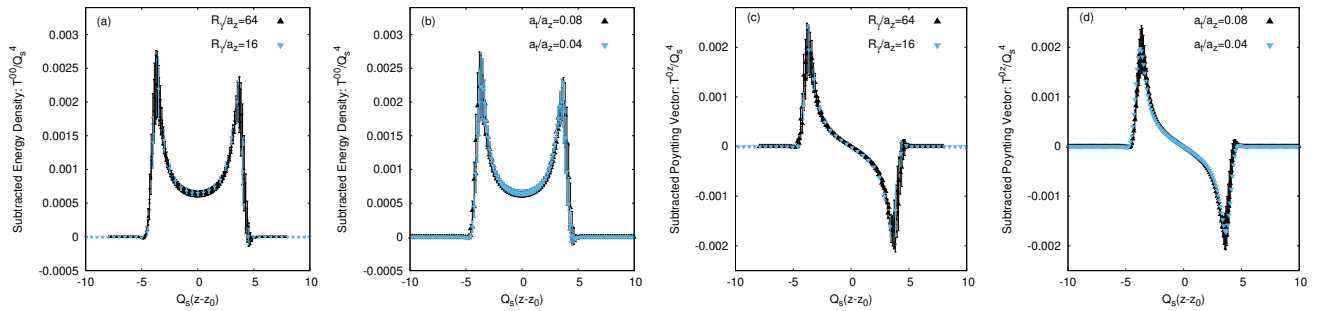 (a)
R_γ/a_z=64
R_γ/a_z=16
Subtracted Energy Density: T^00/Q_s^4
0.003
0.0025
0.002
0.0015
0.001
0.0005
0
-0.0005
-10
-5
0
5
10
Q_s(z-z_0)
(b)
a_t/a_z=0.08
a_t/a_z=0.04
Subtracted Energy Density: T^00/Q_s^4
0.003
0.0025
0.002
0.0015
0.001
0.0005
0
-0.0005
-10
-5
0
5
10
Q_s(z-z_0)
(c)
R_γ/a_z=64
R_γ/a_z=16
Subtracted Poynting Vector: T^0z/Q_s^4
0.002
0.001
0
-0.001
-0.002
-10
-5
0
5
10
Q_s(z-z_0)
(d)
a_t/a_z=0.08
a_t/a_z=0.04
Subtracted Poynting Vector: T^0z/Q_s^4
0.002
0.001
0
-0.001
-0.002
-10
-5
0
5
10
Q_s(z-z_0)